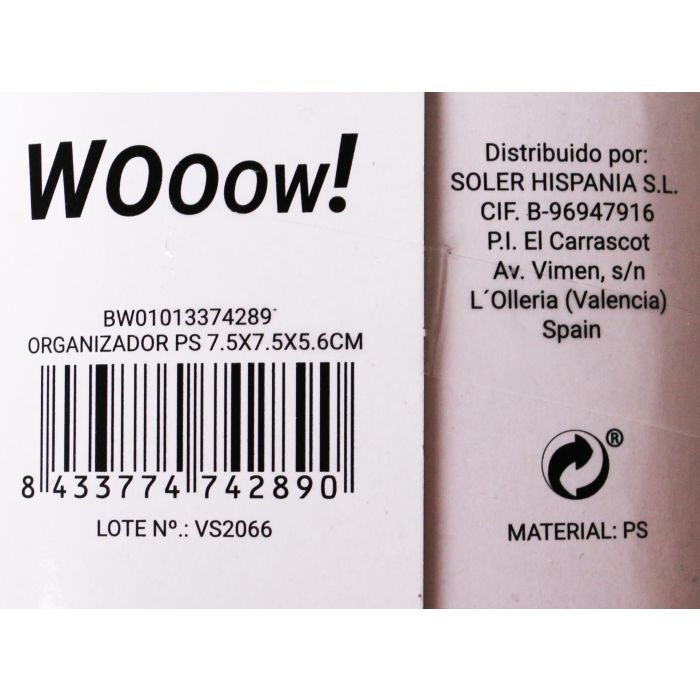 WOOOW!
BW01013374289
ORGANIZADOR PS 7.5X7.5X5.6CM
8 433774 742890
LOTE Nº.: VS2066
Distribuido por:
SOLER HISPANIA S.L.
CIF. B-96947916
P.I. El Carrascot
Av. Vimen, s/n
L´Olleria (Valencia)
Spain
®
MATERIAL: PS